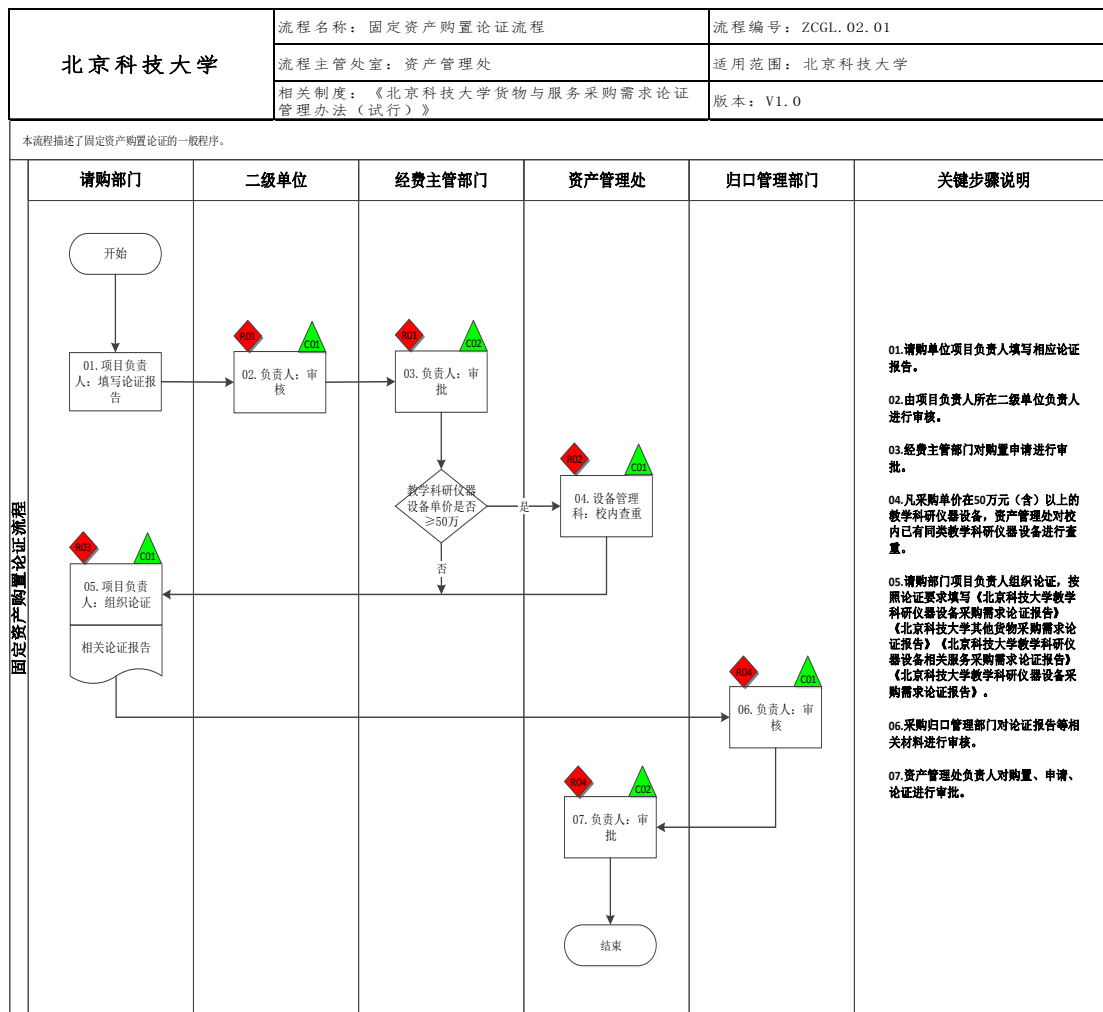 北京科技大学
流程名称：固定资产购置论证流程
流程编号：ZCGL.02.01
流程主管处室：资产管理处
适用范围：北京科技大学
相关制度：《北京科技大学货物与服务采购需求论证
管理办法（试行）》
版本：V1.0
本流程描述了固定资产购置论证的一般程序。
固定资产购置论证流程
请购部门
二级单位
经费主管部门
资产管理处
归口管理部门
关键步骤说明
开始
01.项目负责
人：填写论证报
告
R01
C01
02.负责人：审
核
R01
C02
03.负责人：审
批
教学科研仪器
设备单价是否
≥50万
是
否
R02
C01
04.设备管理
科：校内查重
R03
C01
05.项目负责
人：组织论证
相关论证报告
R04
C01
06.负责人：审
核
R04
C02
07.负责人：审
批
结束
01.请购单位项目负责人填写相应论证
报告。
02.由项目负责人所在二级单位负责人
进行审核。
03.经费主管部门对购置申请进行审
批。
04.凡采购单价在50万元（含）以上的
教学科研仪器设备，资产管理处对校
内已有同类教学科研仪器设备进行查
重。
05.请购部门项目负责人组织论证，按
照论证要求填写《北京科技大学教学
科研仪器设备采购需求论证报告》
《北京科技大学其他货物采购需求论
证报告》《北京科技大学教学科研仪
器设备相关服务采购需求论证报告》
《北京科技大学教学科研仪器设备采
购需求论证报告》。
06.采购归口管理部门对论证报告等相
关材料进行审核。
07.资产管理处负责人对购置、申请、
论证进行审批。